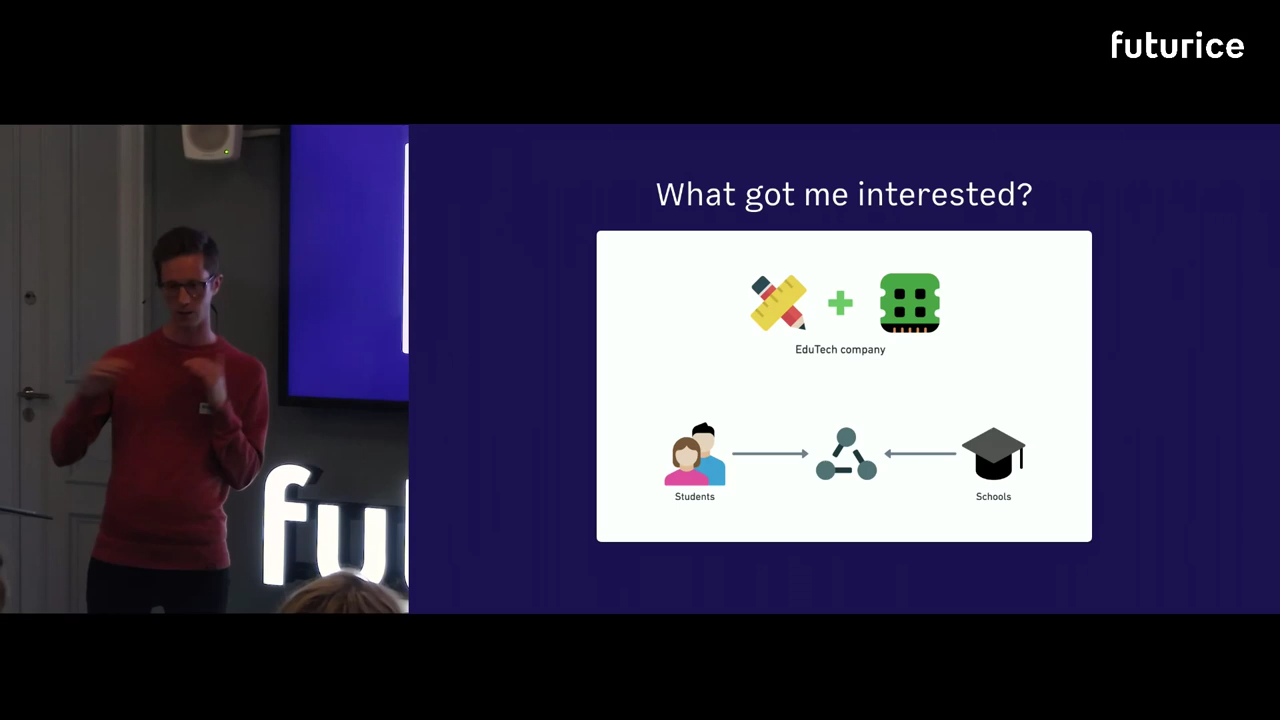 futurice
What got me interested?
EduTech company
Students
Schools
fu